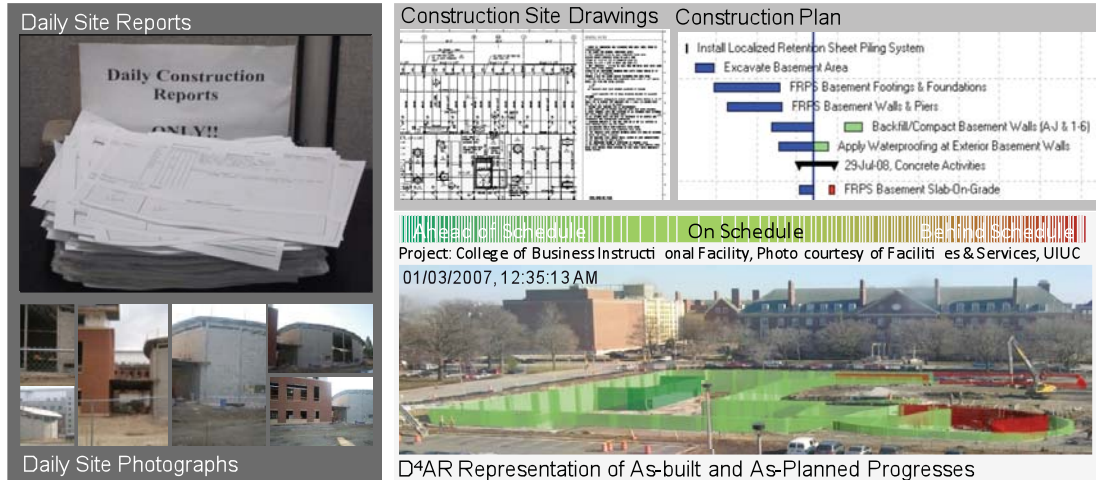 Daily Site Reports
Daily Construction
Reports
ONLY!!
Daily Site Photographs
Construction Site Drawings
Construction Plan
Install Localized Retention Sheet Piling System
Excavate Basement Area
FRPS Basement Footings & Foundations
FRPS Basement Walls & Piers
Backfill/Compact Basement Walls (A-J & 1-6)
Apply Waterproofing at Exterior Basement Walls
29-Jul-08, Concrete Activities
FRPS Basement Slab-On-Grade
Ahead of Schedule On Schedule Behind Schedule
Project: College of Business Instructi onal Facility, Photo courtesy of Faciliti es & Services, UIUC
01/03/2007, 12:35:13 AM
D⁴AR Representation of As-built and As-Planned Progresses